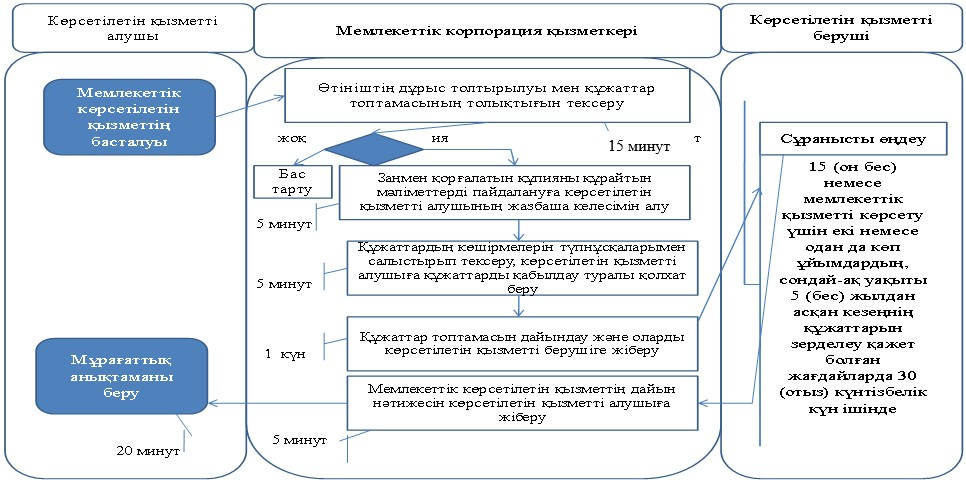 Көрсетілетін қызметті
алушы
Мемлекеттік корпорация қызметкері
Көрсетілетін қызметті
беруші
Мемлекеттік
көрсетілетін
қызметтің
басталуы
Өтініштің дұрыс толтырылуы мен құжаттар
топтамасының толықтығын тексеру
жоқ
ия
15 минут
т
Бас
тарту
Заңмен қорғалатын құпияны құрайтын
мәліметтерді пайдалануға көрсетілетін
қызметті алушының жазбаша келесімін алу
5 минут
Құжаттардың көшірмелерін түпнұсқаларымен
салыстырып тексеру, көрсетілетін қызметті
алушыға құжаттарды қабылдау туралы қолхат
беру
5 минут
Құжаттар топтамасын дайындау және оларды
көрсетілетін қызметті берушіге жіберу
1 күн
Мемлекеттік көрсетілетін қызметтің дайын
нәтижесін көрсетілетін қызметті алушыға
жіберу
5 минут
Мұрағаттық
анықтаманы
беру
20 минут
Сұранысты өңдеу
15 (он бес)
немесе
мемлекеттік
қызметті көрсету
үшін екі немесе
одан да көп
ұйымдардың,
сондай-ақ уақыты
5 (бес) жылдан
асқан кезеңнің
құжаттарын
зерделеу қажет
болған
жағдайларда 30
(отыз) күнтізбелік
күн ішінде